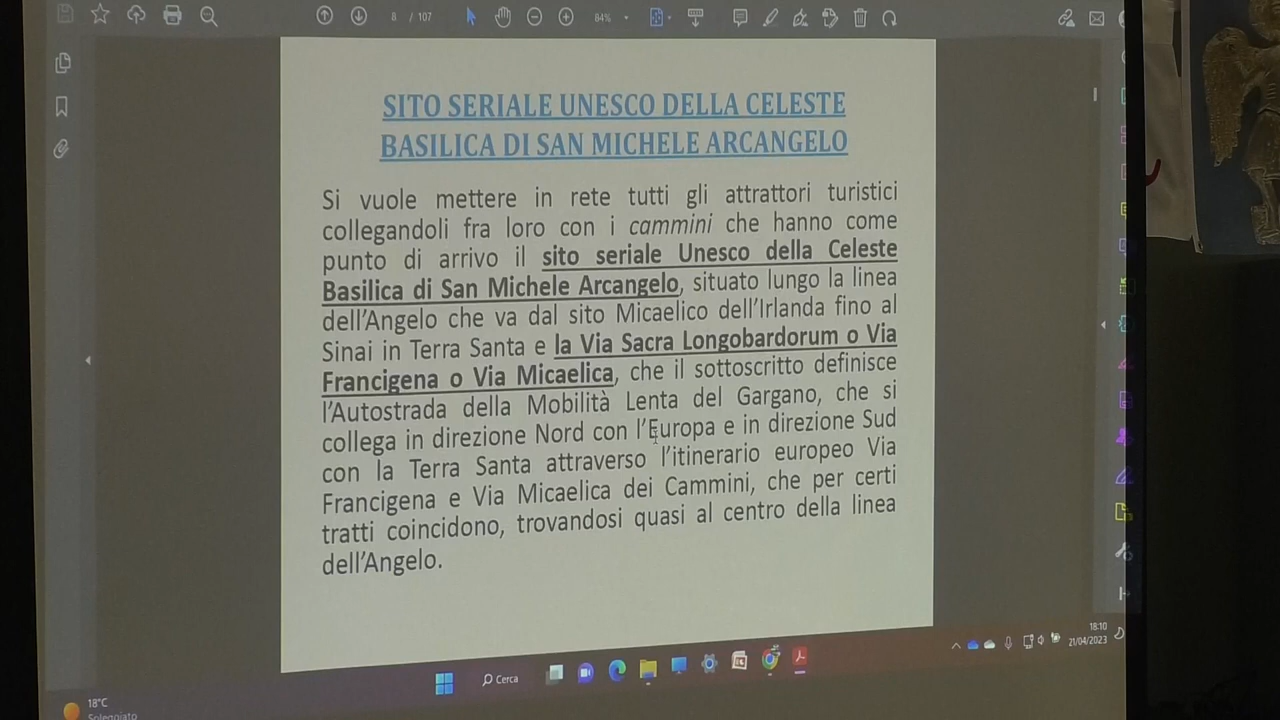 8 / 107
84%
SITO SERIALE UNESCO DELLA CELESTE
BASILICA DI SAN MICHELE ARCANGELO
Si vuole mettere in rete tutti gli attrattori turistici
collegandoli fra loro con i cammini che hanno come
punto di arrivo il sito seriale Unesco della Celeste
Basilica di San Michele Arcangelo, situato lungo la linea
dell'Angelo che va dal sito Micaelico dell'Irlanda fino al
Sinai in Terra Santa e la Via Sacra Longobardorum o Via
Francigena o Via Micaelica, che il sottoscritto definisce
l'Autostrada della Mobilità Lenta del Gargano, che si
collega in direzione Nord con l'Europa e in direzione Sud
con la Terra Santa attraverso l'itinerario europeo Via
Francigena e Via Micaelica dei Cammini, che per certi
tratti coincidono, trovandosi quasi al centro della linea
dell'Angelo.
18:10
21/04/2023
Cerca
18°C
Soleggiato